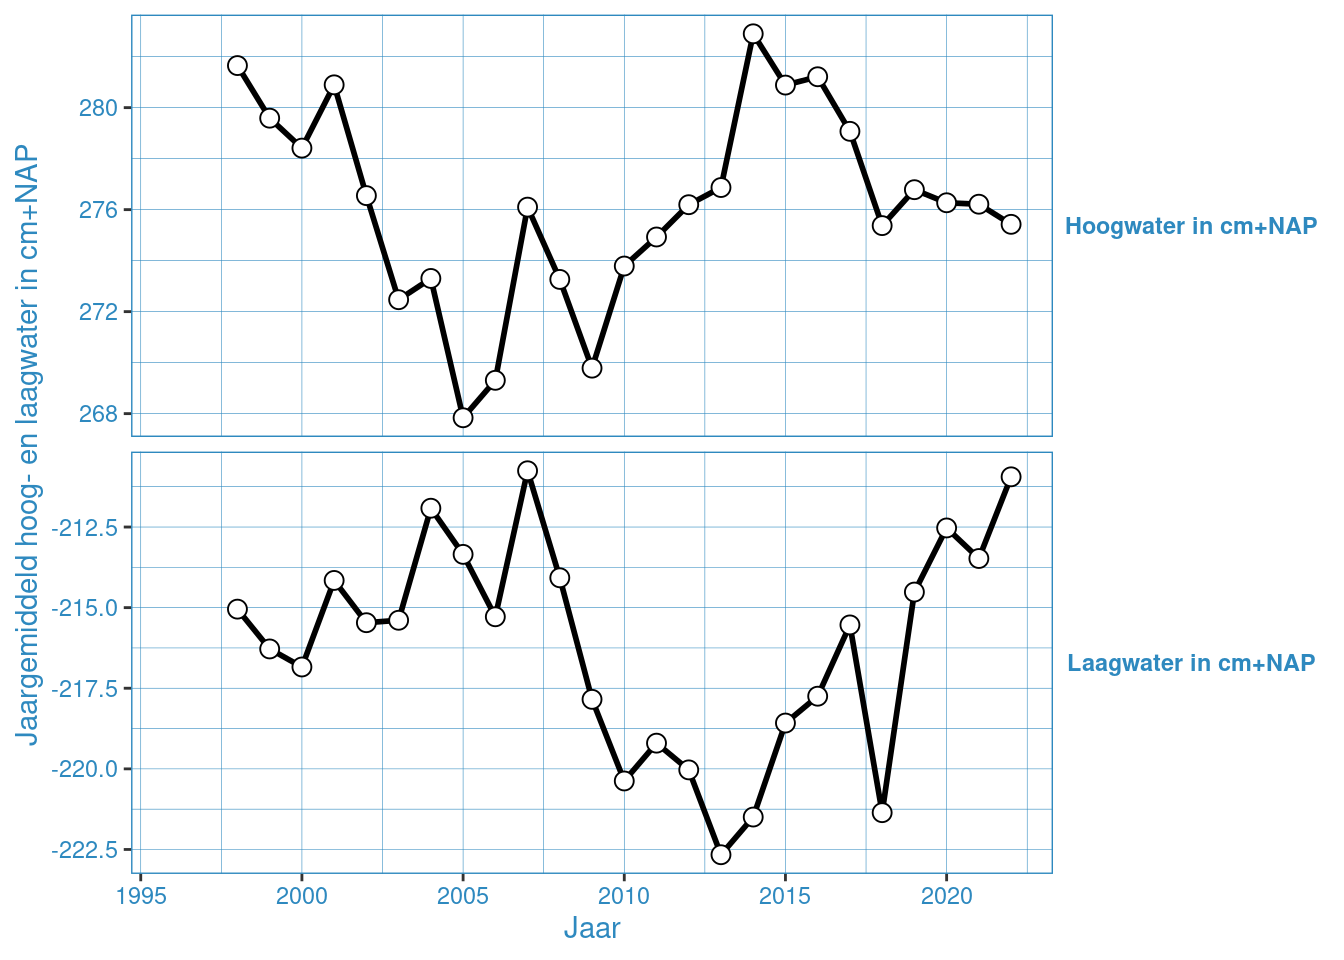 Jaargemiddeld hoog- en laagwater in cm+NAP
280
276
272
268
Hoogwater in cm+NAP
-212.5
-215.0
-217.5
-220.0
-222.5
Laagwater in cm+NAP
1995 2000 2005 2010 2015 2020
Jaar